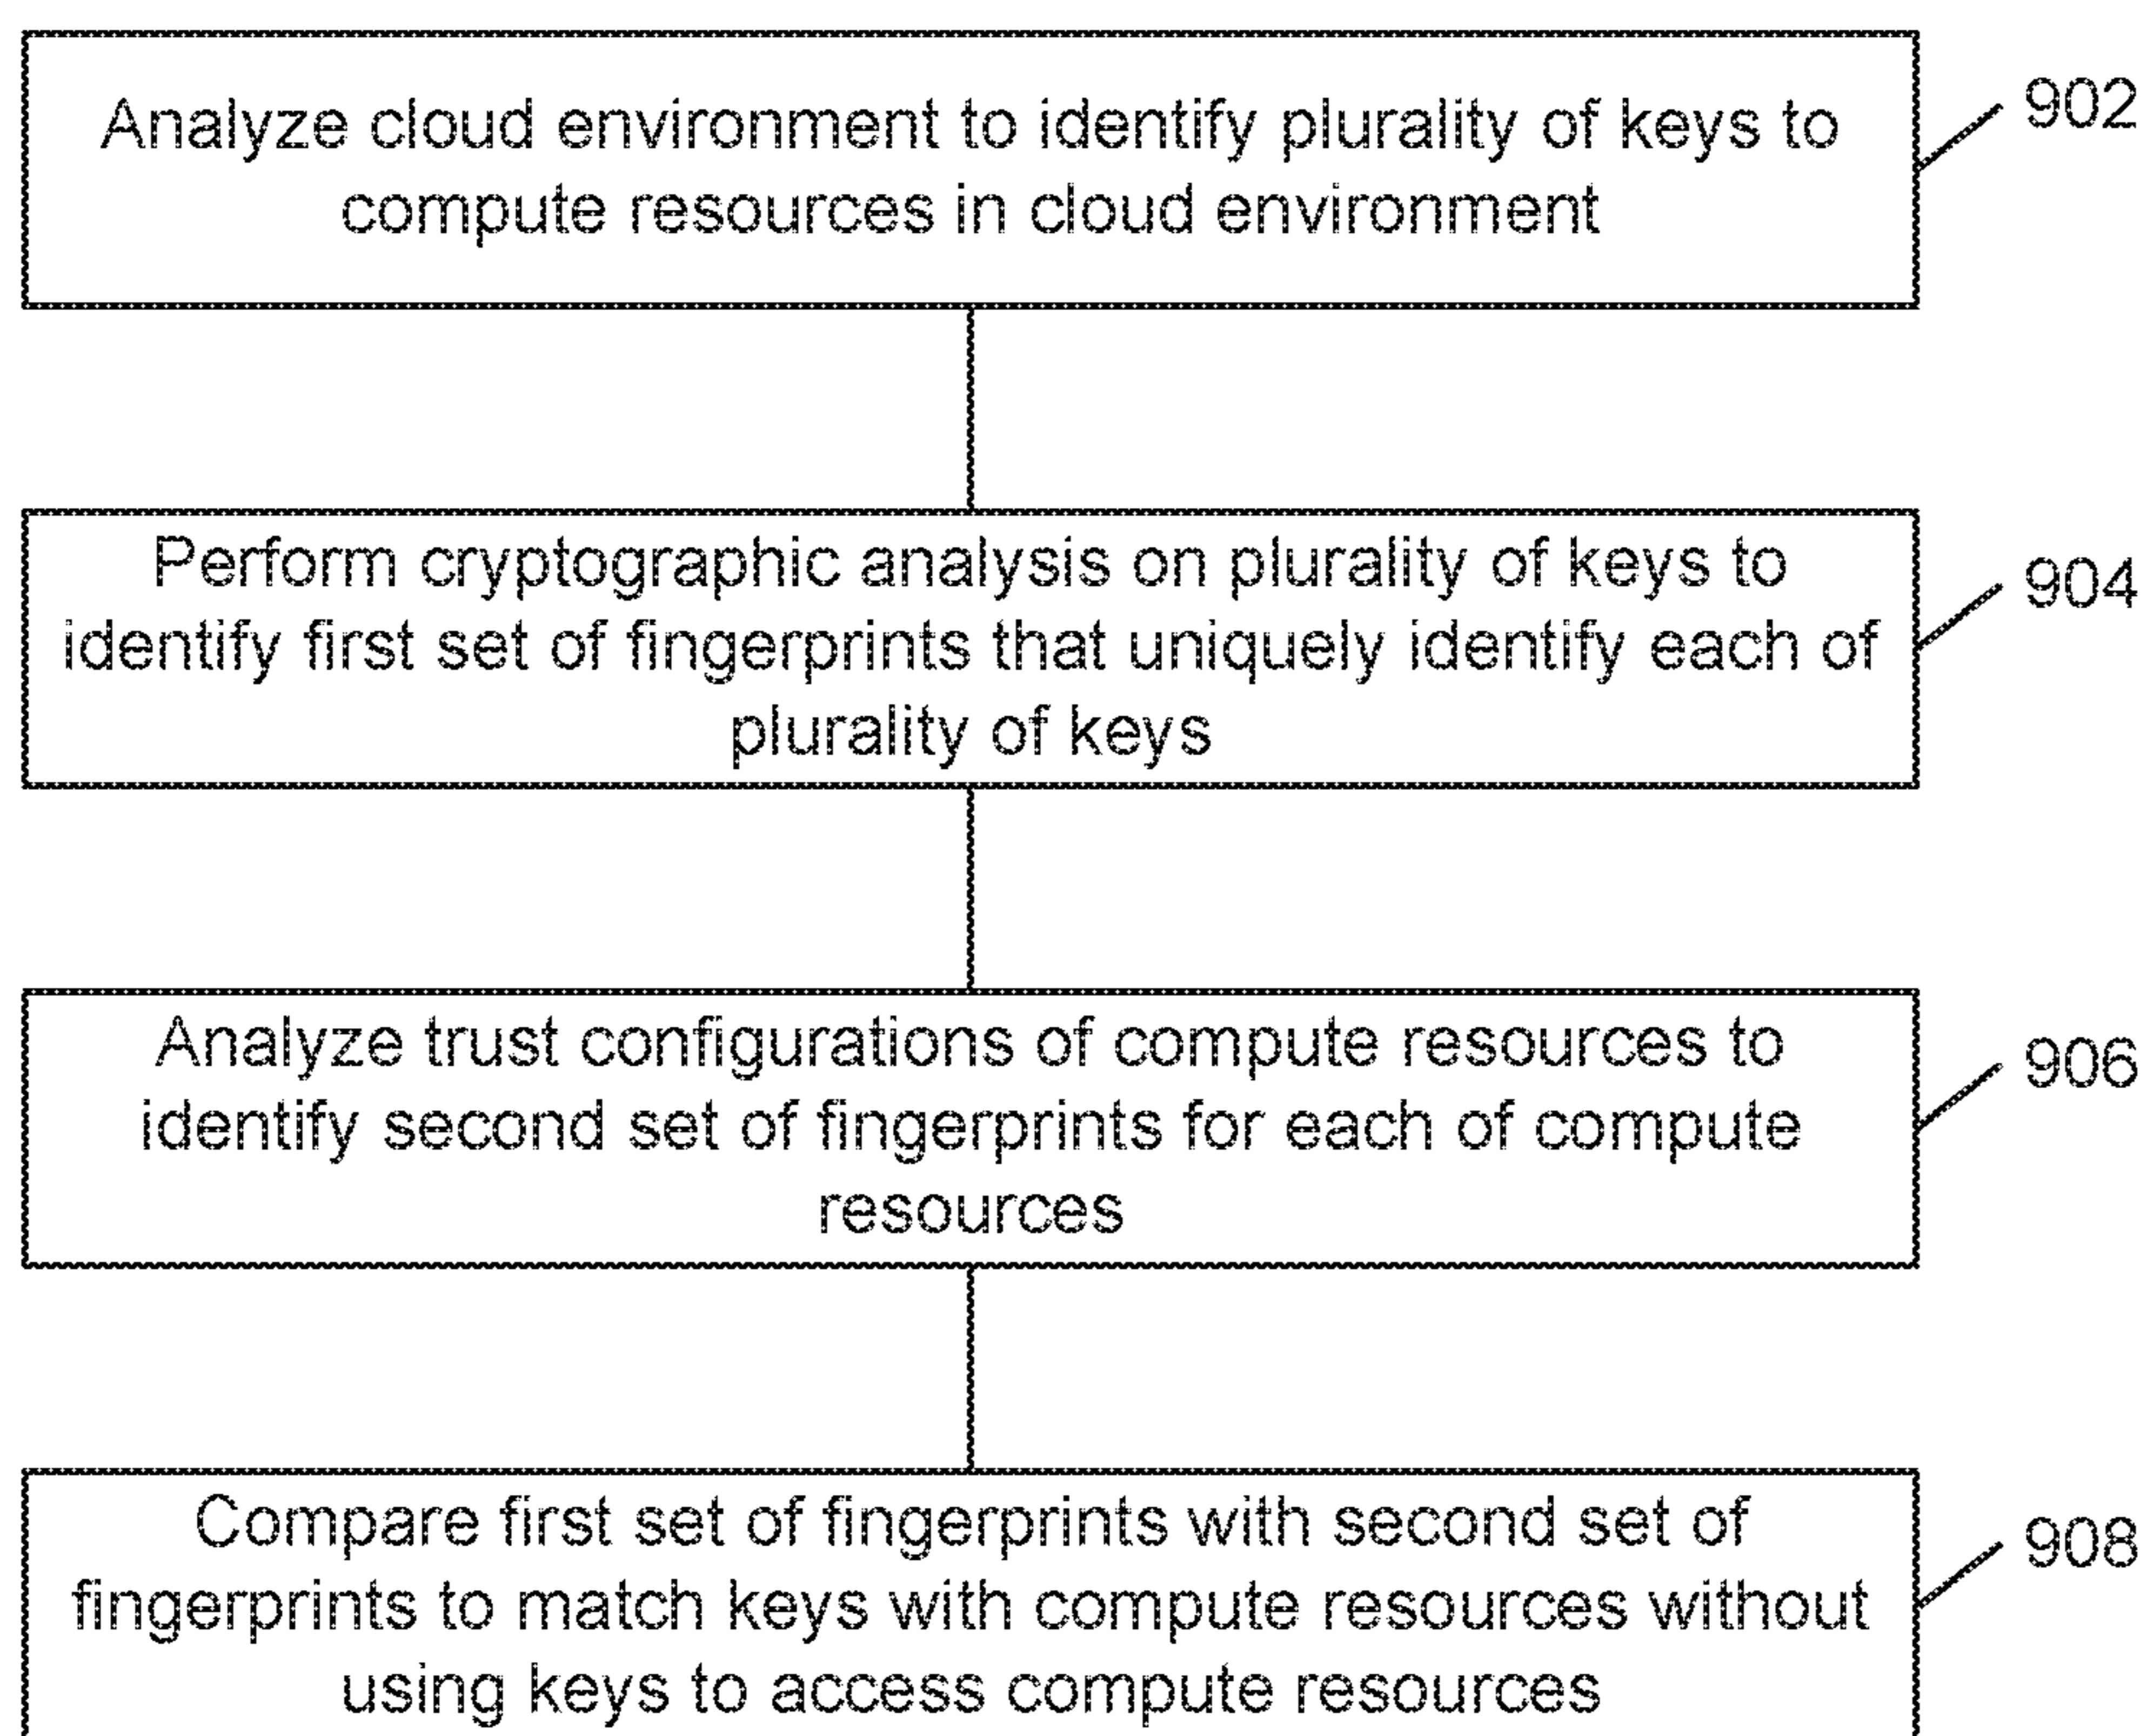 Analyze cloud environment to identify plurality of keys to
compute resources in cloud environment
902
Perform cryptographic analysis on plurality of keys to
identify first set of fingerprints that uniquely identify each of
plurality of keys
904
Analyze trust configurations of compute resources to
identify second set of fingerprints for each of compute
resources
906
Compare first set of fingerprints with second set of
fingerprints to match keys with compute resources without
using keys to access compute resources
908